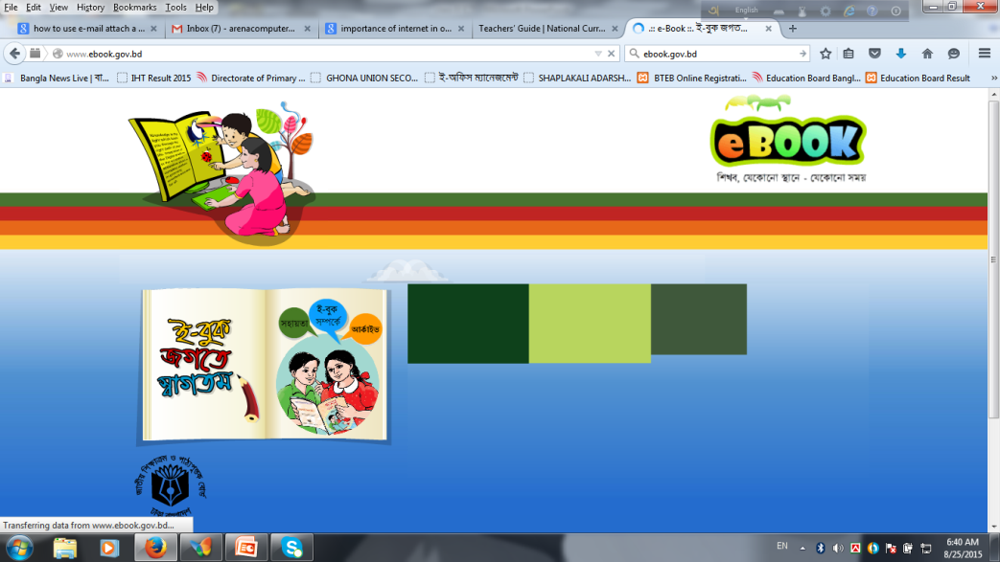 File Edit View History Bookmarks Tools Help
English
how to use e-mail attach a ...
Inbox (7) - arenacomputer...
importance of internet in o...
Teachers' Guide | National Curr...
.:: e-Book ::. ই-বুক জগত...
www.ebook.gov.bd
ebook.gov.bd
Bangla News Live | বা...
IHT Result 2015
Directorate of Primary ...
GHONA UNION SECO...
ই-অফিস ম্যানেজমেন্ট
SHAPLAKALI ADARSH...
BTEB Online Registrati...
Education Board Bangl...
Education Board Result
eBOOK
শিখব, যেকোনো স্থানে - যেকোনো সময়
ই-বুক
জগতে
স্বাগতম
সহায়তা
ই-বুক
সম্পর্কে
আর্কাইভ
জাতীয় শিক্ষাক্রম ও পাঠ্যপুস্তক বোর্ড
Transferring data from www.ebook.gov.bd...
EN
6:40 AM
8/25/2015